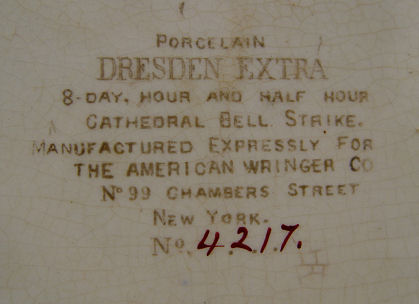 PORCELAIN
DRESDEN EXTRA
8-DAY, HOUR AND HALF HOUR
CATHEDRAL BELL STRIKE.
MANUFACTURED EXPRESSLY FOR
THE AMERICAN WRINGER CO
No 99 CHAMBERS STREET
NEW YORK.
No. 4217.